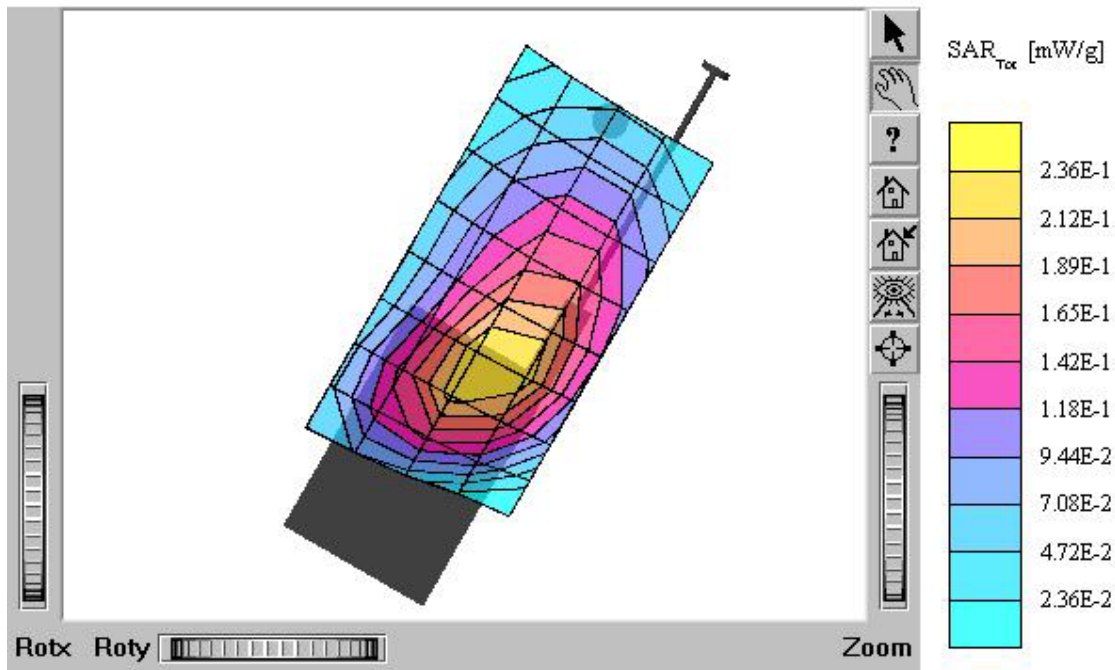 SARTot [mW/g]
?
2.36E-1
2.12E-1
1.89E-1
1.65E-1
1.42E-1
1.18E-1
9.44E-2
7.08E-2
4.72E-2
2.36E-2
Rotx Roty Zoom